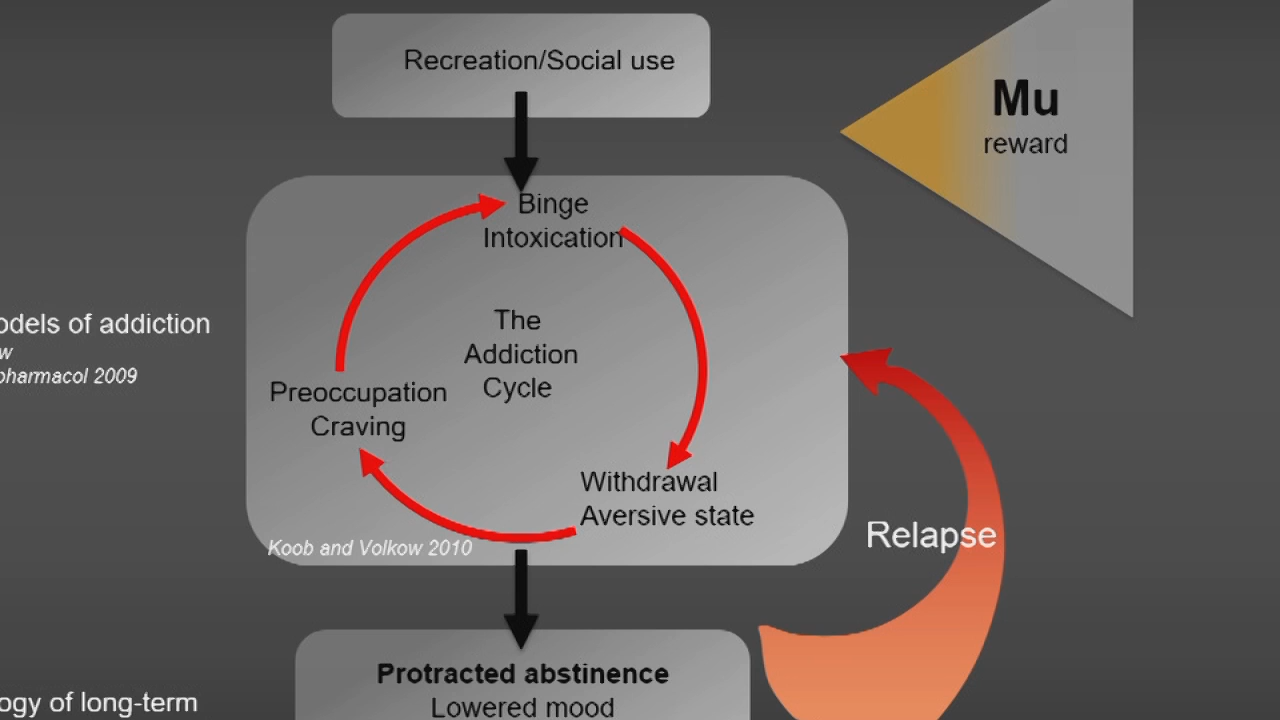 Recreation/Social use
Mu
reward
Binge
Intoxication
The
Addiction
Cycle
odels of addiction
w
pharmacol 2009
Preoccupation
Craving
Withdrawal
Aversive state
Koob and Volkow 2010
Relapse
Protracted abstinence
Lowered mood
ogy of long-term